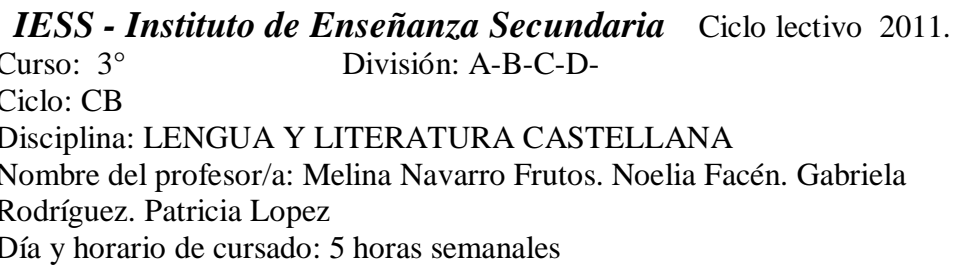 IESS - Instituto de Enseñanza Secundaria Ciclo lectivo 2011.
Curso: 3° División: A-B-C-D-
Ciclo: CB
Disciplina: LENGUA Y LITERATURA CASTELLANA
Nombre del profesor/a: Melina Navarro Frutos. Noelia Facén. Gabriela
Rodríguez. Patricia Lopez
Día y horario de cursado: 5 horas semanales